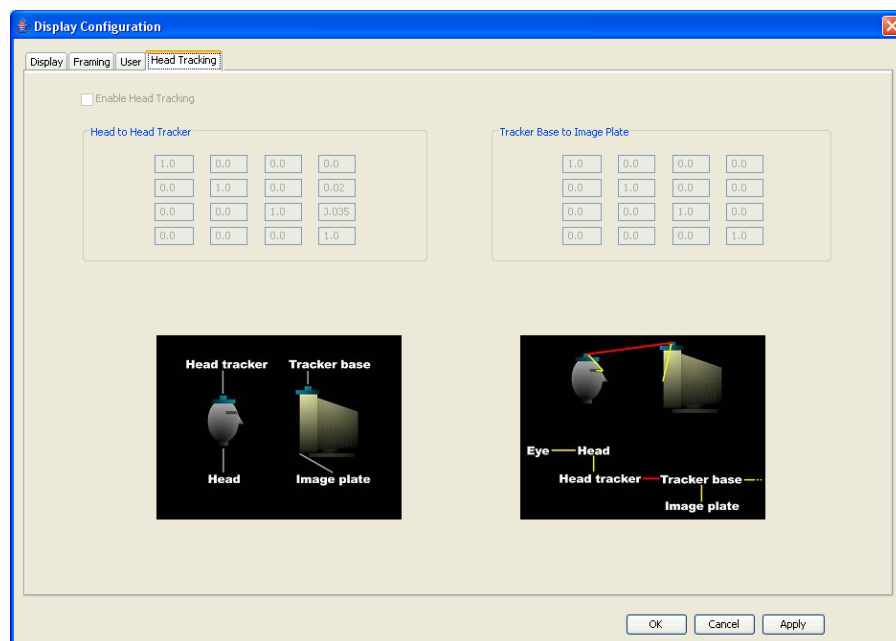 Display Configuration
Display Framing User Head Tracking
Enable Head Tracking
Head to Head Tracker
1.0 0.0 0.0 0.0
0.0 1.0 0.0 0.02
0.0 0.0 1.0 0.035
0.0 0.0 0.0 1.0
Tracker Base to Image Plate
1.0 0.0 0.0 0.0
0.0 1.0 0.0 0.0
0.0 0.0 1.0 0.0
0.0 0.0 0.0 1.0
Head tracker Tracker base
Head Image plate
Eye Head
Head tracker Tracker base
Image plate
OK Cancel Apply